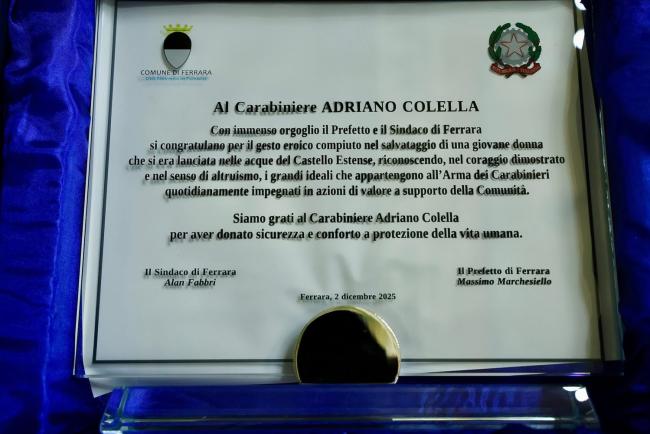 COMUNE DI FERRARA
Al Carabiniere ADRIANO COLELLA
Con immenso orgoglio il Prefetto e il Sindaco di Ferrara
si congratulano per il gesto eroico compiuto nel salvataggio di una giovane donna
che si era lanciata nelle acque del Castello Estense, riconoscendo, nel coraggio dimostrato
e nel senso di altruismo, i grandi ideali che appartengono all'Arma dei Carabinieri
quotidianamente impegnati in azioni di valore a supporto della Comunità.
Siamo grati al Carabiniere Adriano Colella
per aver donato sicurezza e conforto a protezione della vita umana.
Il Sindaco di Ferrara
Alan Fabbri
Il Prefetto di Ferrara
Massimo Marchesiello
Ferrara, 2 dicembre 2025